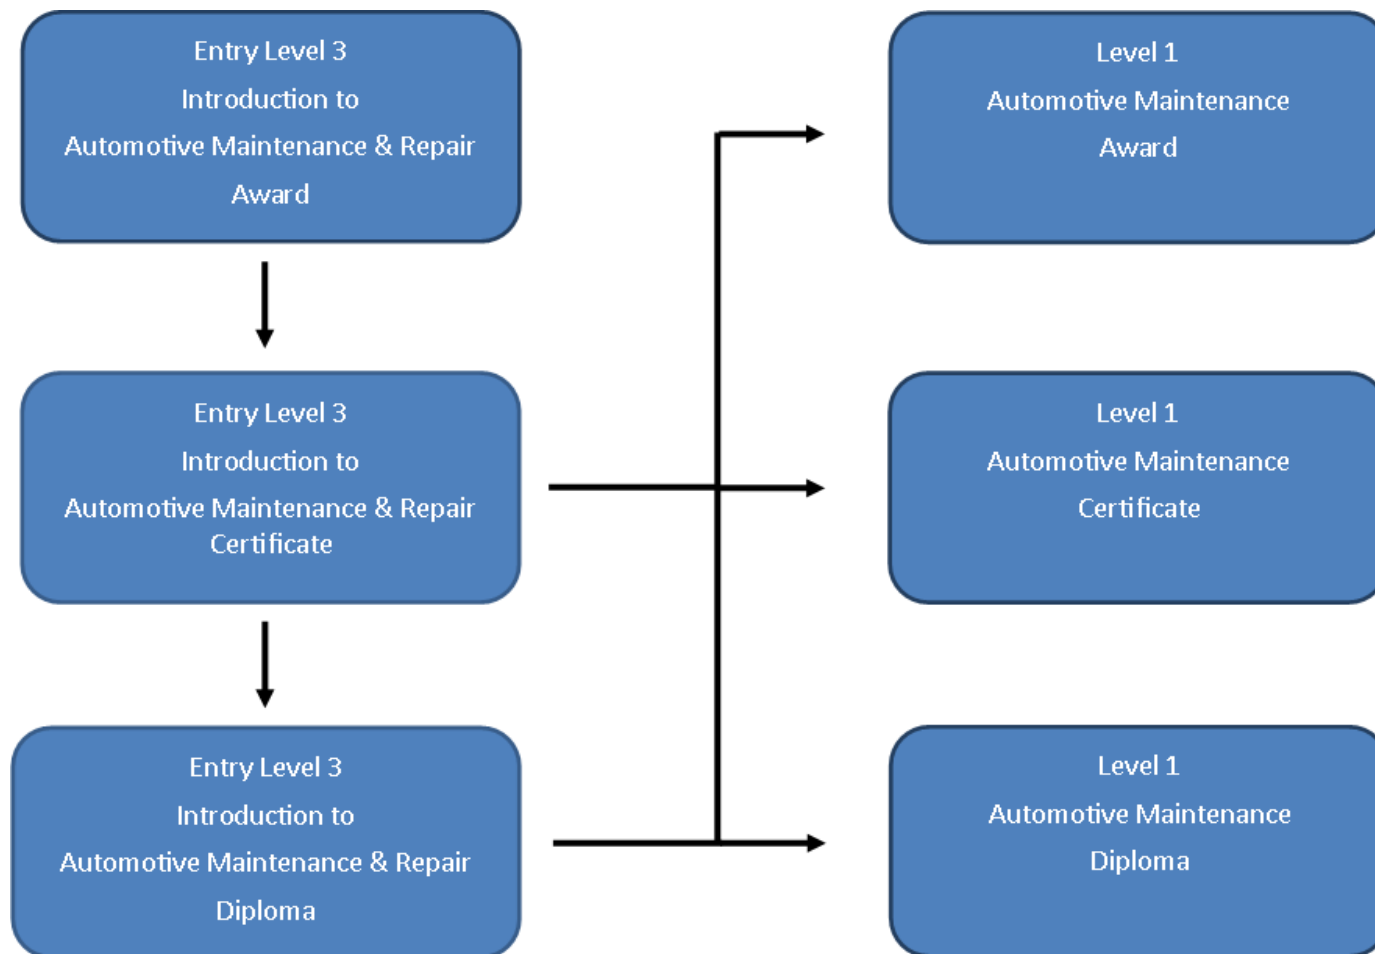 Entry Level 3
Introduction to
Automotive Maintenance & Repair
Award
Level 1
Automotive Maintenance
Award
Entry Level 3
Introduction to
Automotive Maintenance & Repair
Certificate
Level 1
Automotive Maintenance
Certificate
Entry Level 3
Introduction to
Automotive Maintenance & Repair
Diploma
Level 1
Automotive Maintenance
Diploma